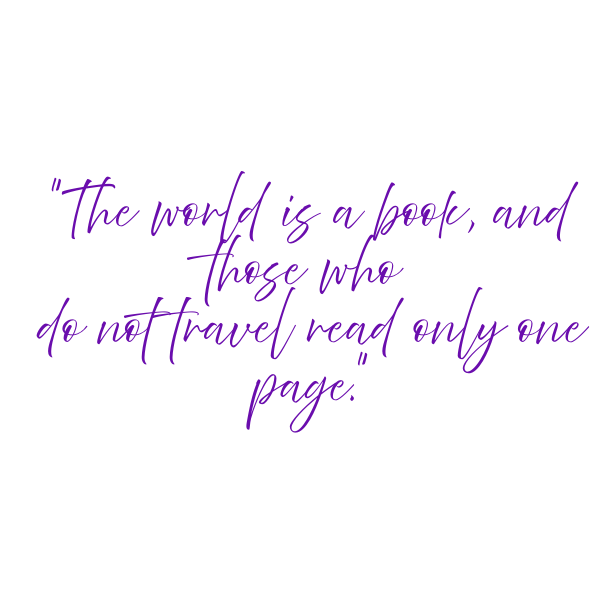 "The world is a book, and
those who
do not travel read only one
page."